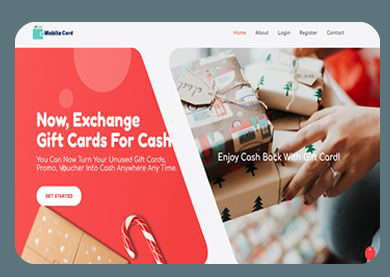 Mobile Card
Home About Login Register Contact
Now, Exchange
Gift Cards For Cash
You Can Now Turn Your Unused Gift Cards,
Promo, Voucher Into Cash Anywhere Any Time.
Enjoy Cash Back With Gift Card!
GET STARTED